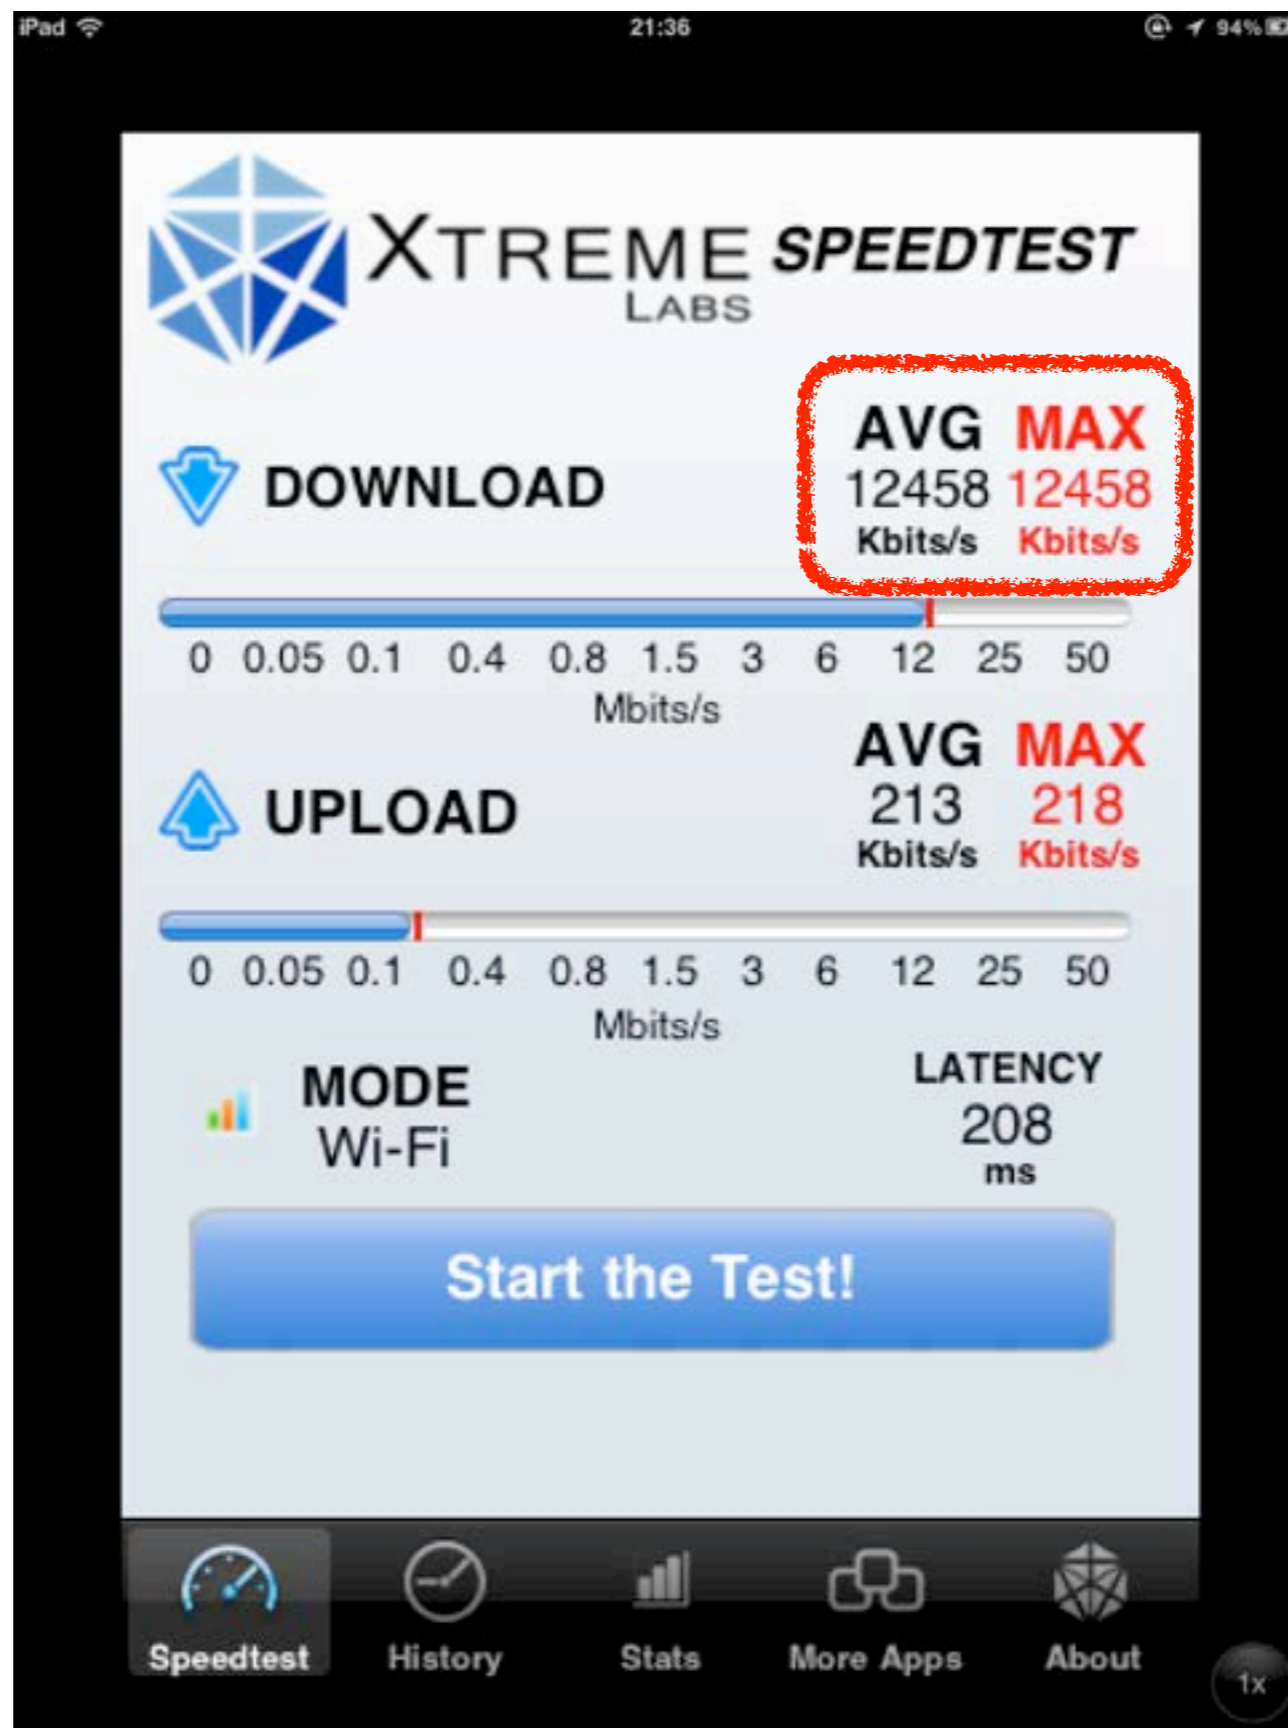 iPad 21:36 94%
XTREME SPEEDTEST
LABS
AVG MAX
DOWNLOAD 12458 12458
Kbits/s Kbits/s
0 0.05 0.1 0.4 0.8 1.5 3 6 12 25 50
Mbits/s
AVG MAX
UPLOAD 213 218
Kbits/s Kbits/s
0 0.05 0.1 0.4 0.8 1.5 3 6 12 25 50
Mbits/s
MODE LATENCY
Wi-Fi 208
ms
Start the Test!
Speedtest History Stats More Apps About
1x